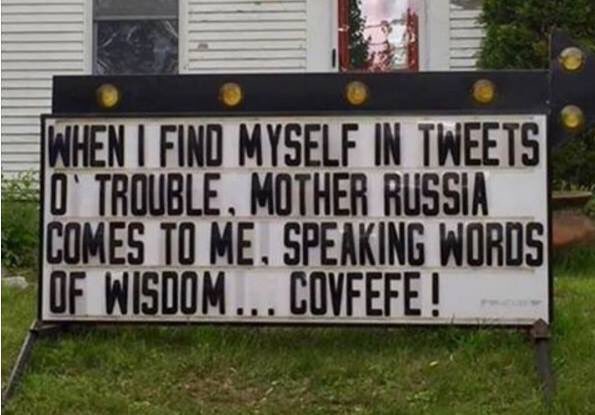 WHEN I FIND MYSELF IN TWEETS
O' TROUBLE, MOTHER RUSSIA
COMES TO ME, SPEAKING WORDS
OF WISDOM... COVFEFE!